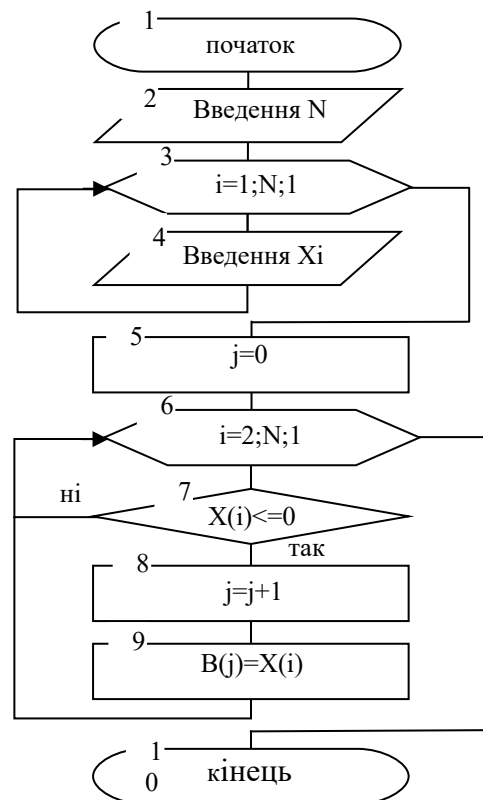 1
початок
2
Введення N
3
i=1;N;1
4
Введення Xi
5
j=0
6
i=2;N;1
ні
7
X(i)<=0
так
8
j=j+1
9
B(j)=X(i)
1
0
кінець